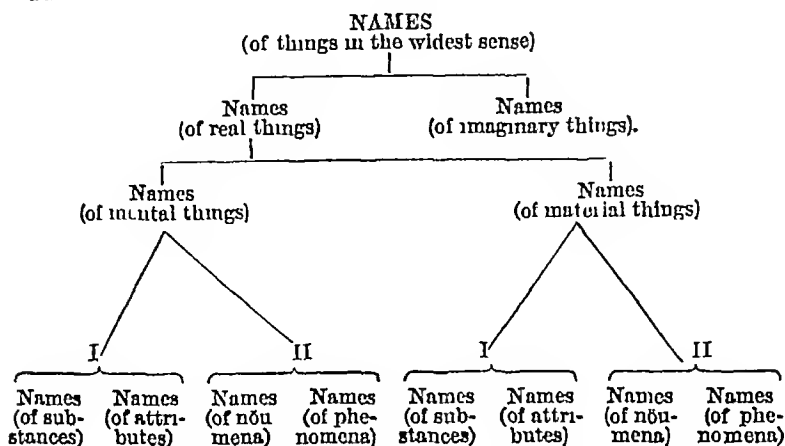 NAMES
(of things in the widest sense)
Names Names
(of real things) (of imaginary things).
Names Names
(of mental things) (of material things)
I II I II
Names Names Names Names Names Names Names Names
(of sub- (of attri- (of nöu (of phe- (of sub- (of attri- (of nöu- (of phe-
stances) butes) mena) nomena) stances) butes) mena) nomena)